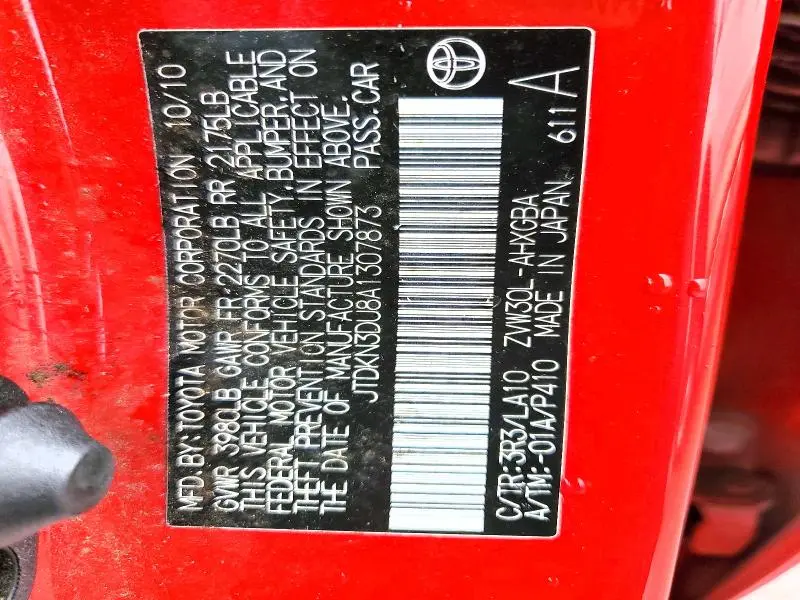 MFD.BY:TOYOTA MOTOR CORPORATION 10/10
GVWR 3980LB GAWR FR 2270LB RR 2175LB
THIS VEHICLE CONFORMS TO ALL APPLICABLE
FEDERAL MOTOR VEHICLE SAFETY,BUMPER,AND
THEFT PREVENTION STANDARDS IN EFFECT ON
THE DATE OF MANUFACTURE SHOWN ABOVE.
JTDKN3DU8A1307873 PASS.CAR
C/TR:3R3/LA10 ZVW30L-AHXGBA
A/TM:-01A/P410 MADE IN JAPAN 6111 A